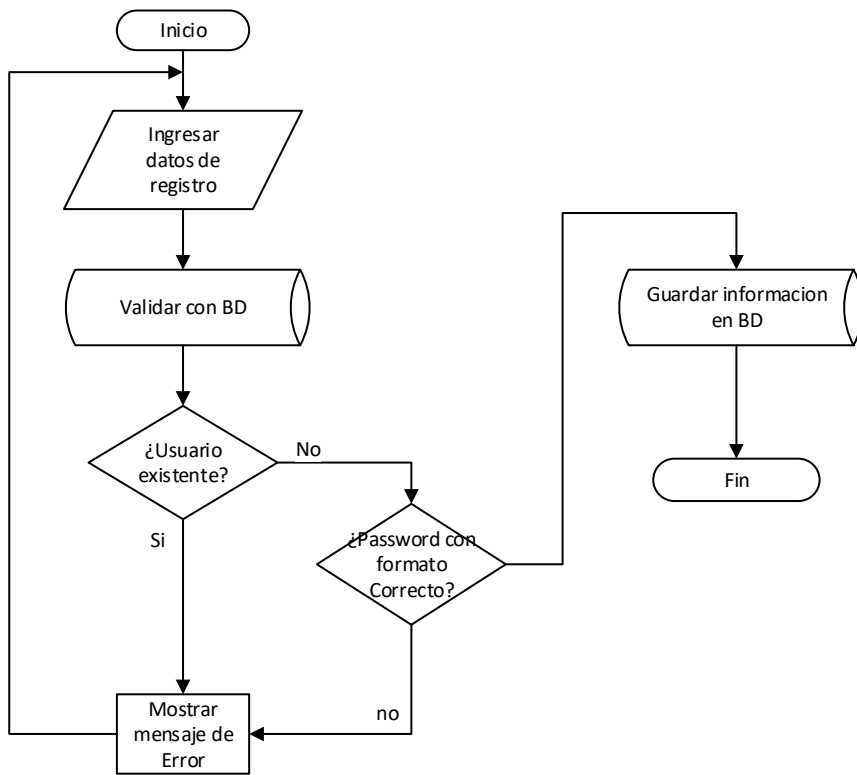 Inicio
Ingresar
datos de
registro
Validar con BD
¿Usuario
existente?
No
Si
¿Password con
formato
Correcto?
no
Mostrar
mensaje de
Error
Guardar informacion
en BD
Fin